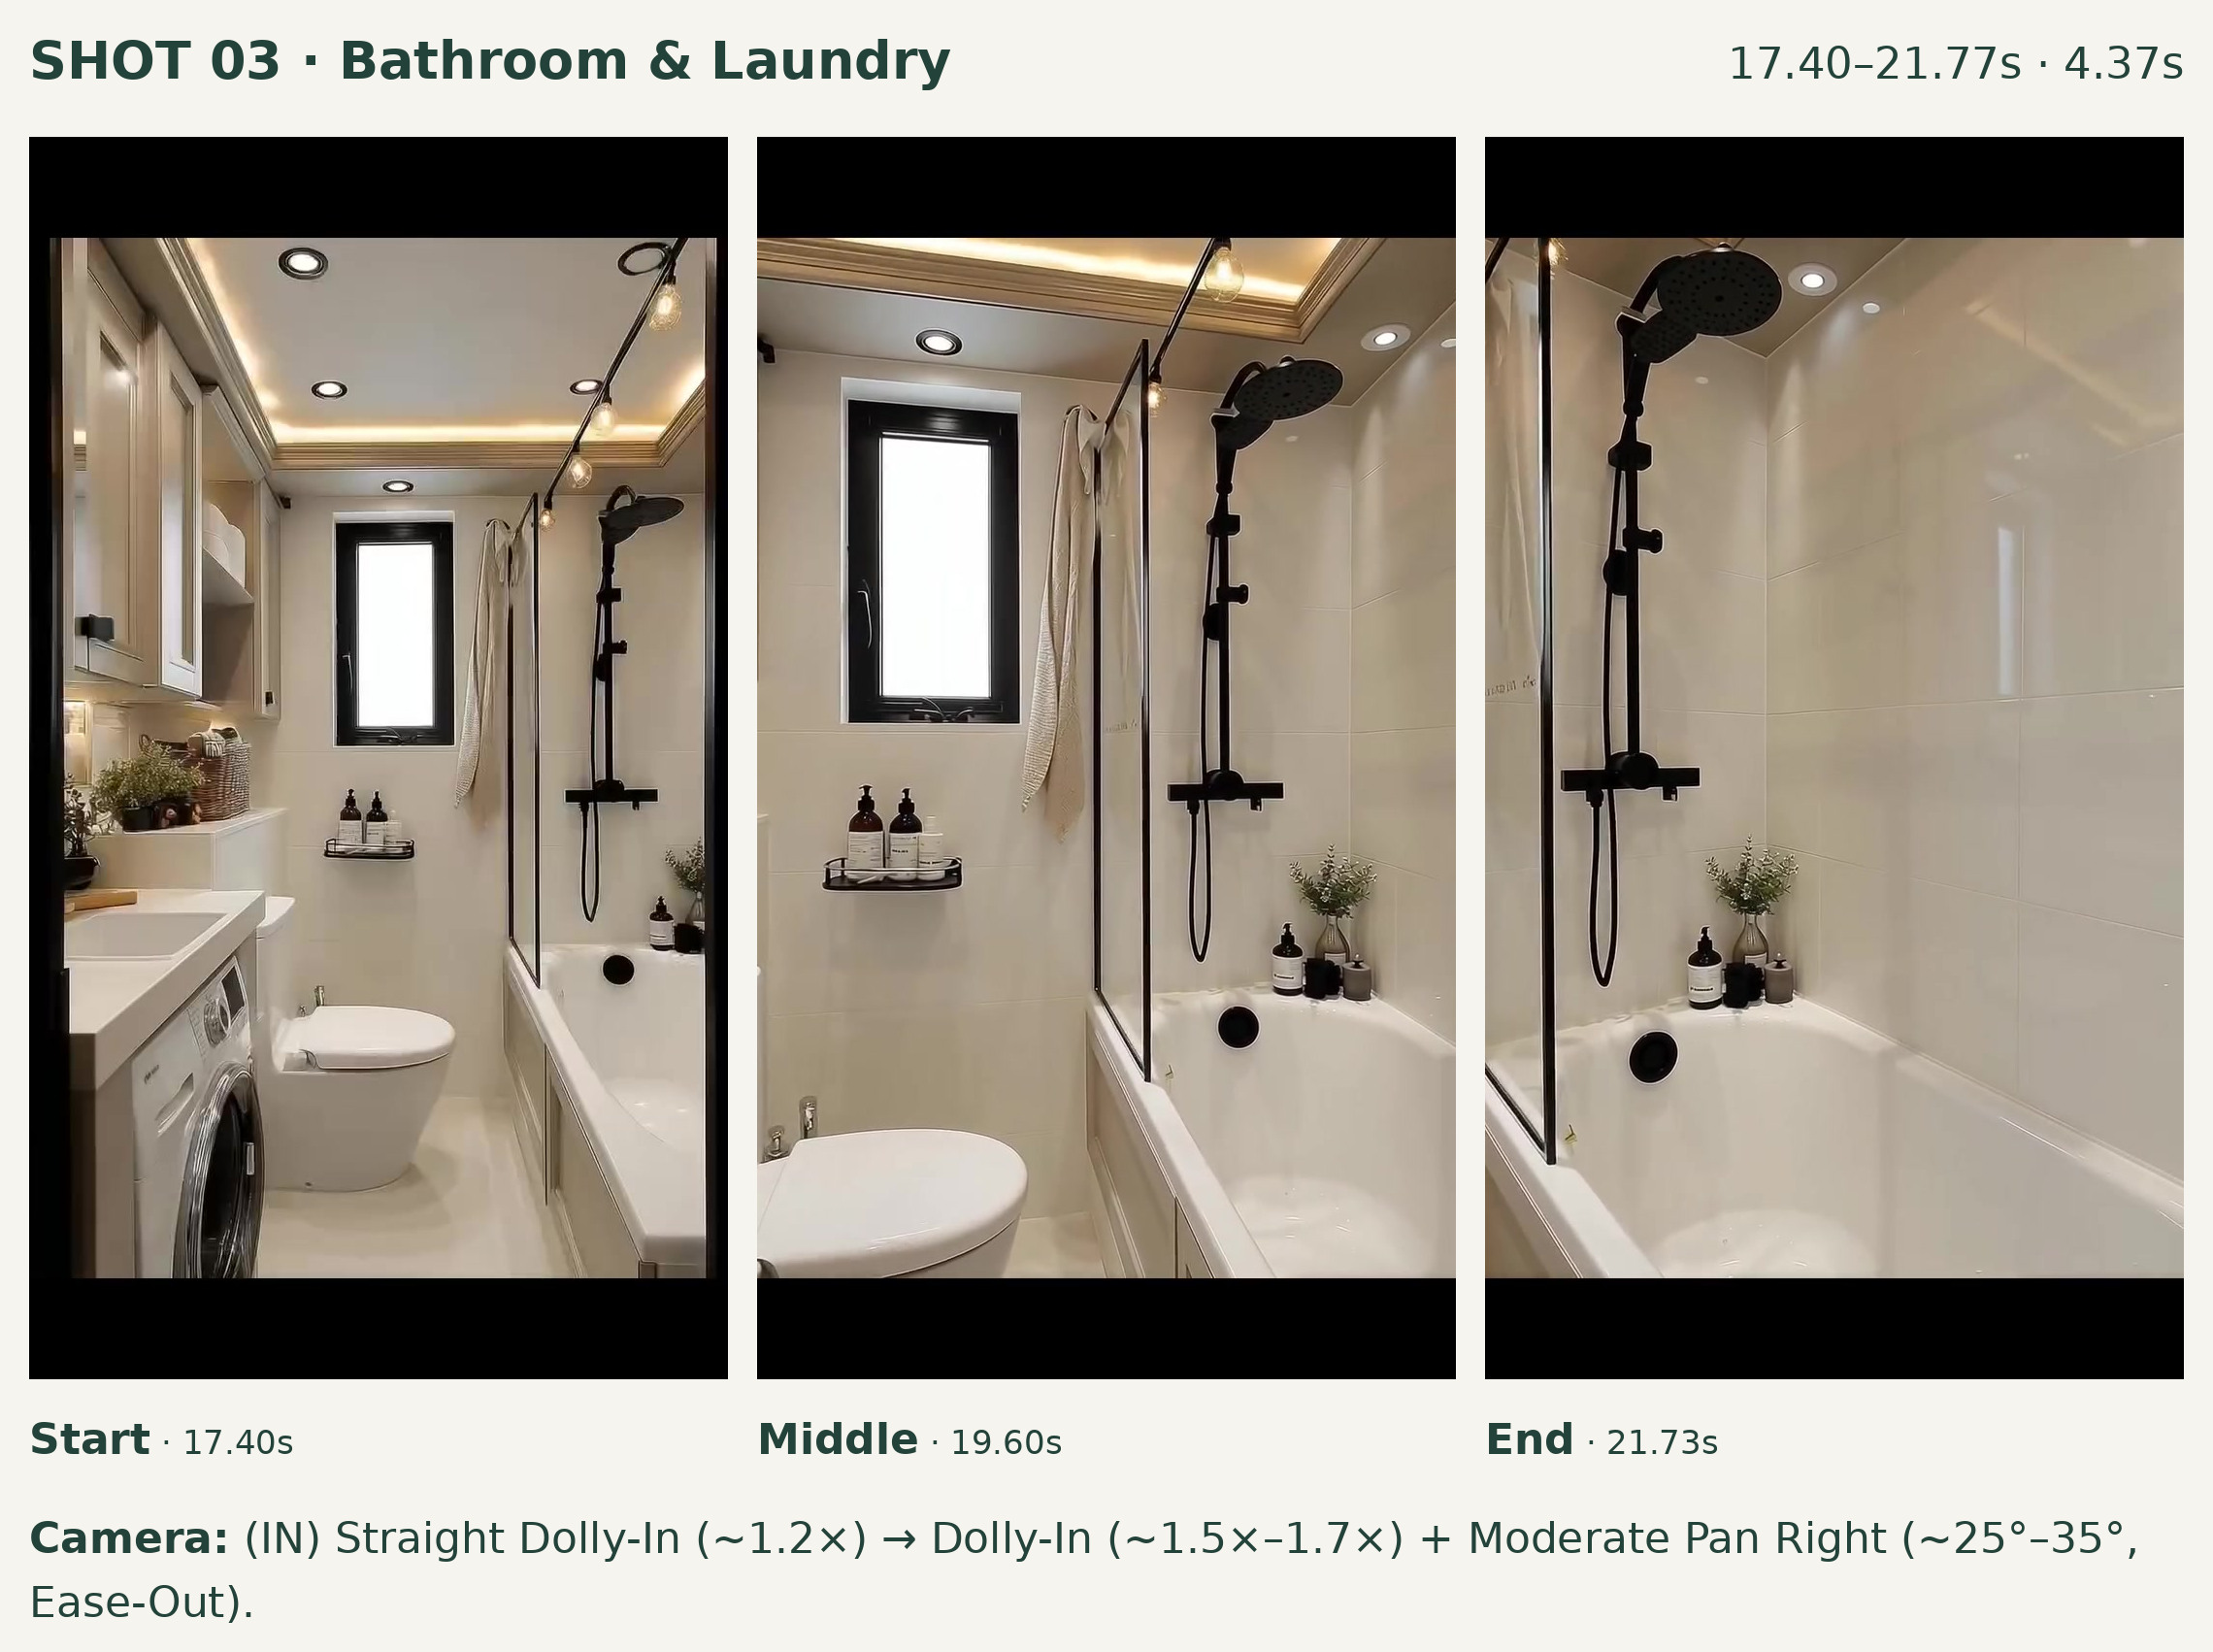 SHOT 03 · Bathroom & Laundry
17.40–21.77s · 4.37s
Start · 17.40s
Middle · 19.60s
End · 21.73s
Camera: (IN) Straight Dolly-In (~1.2×) → Dolly-In (~1.5×–1.7×) + Moderate Pan Right (~25°–35°,
Ease-Out).